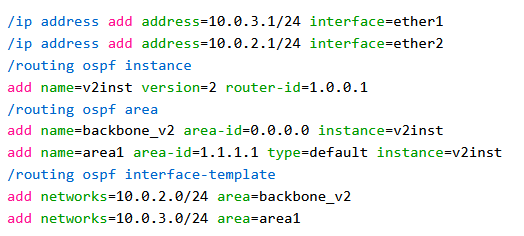 /ip address add address=10.0.3.1/24 interface=ether1
/ip address add address=10.0.2.1/24 interface=ether2
/routing ospf instance
add name=v2inst version=2 router-id=1.0.0.1
/routing ospf area
add name=backbone_v2 area-id=0.0.0.0 instance=v2inst
add name=area1 area-id=1.1.1.1 type=default instance=v2inst
/routing ospf interface-template
add networks=10.0.2.0/24 area=backbone_v2
add networks=10.0.3.0/24 area=area1